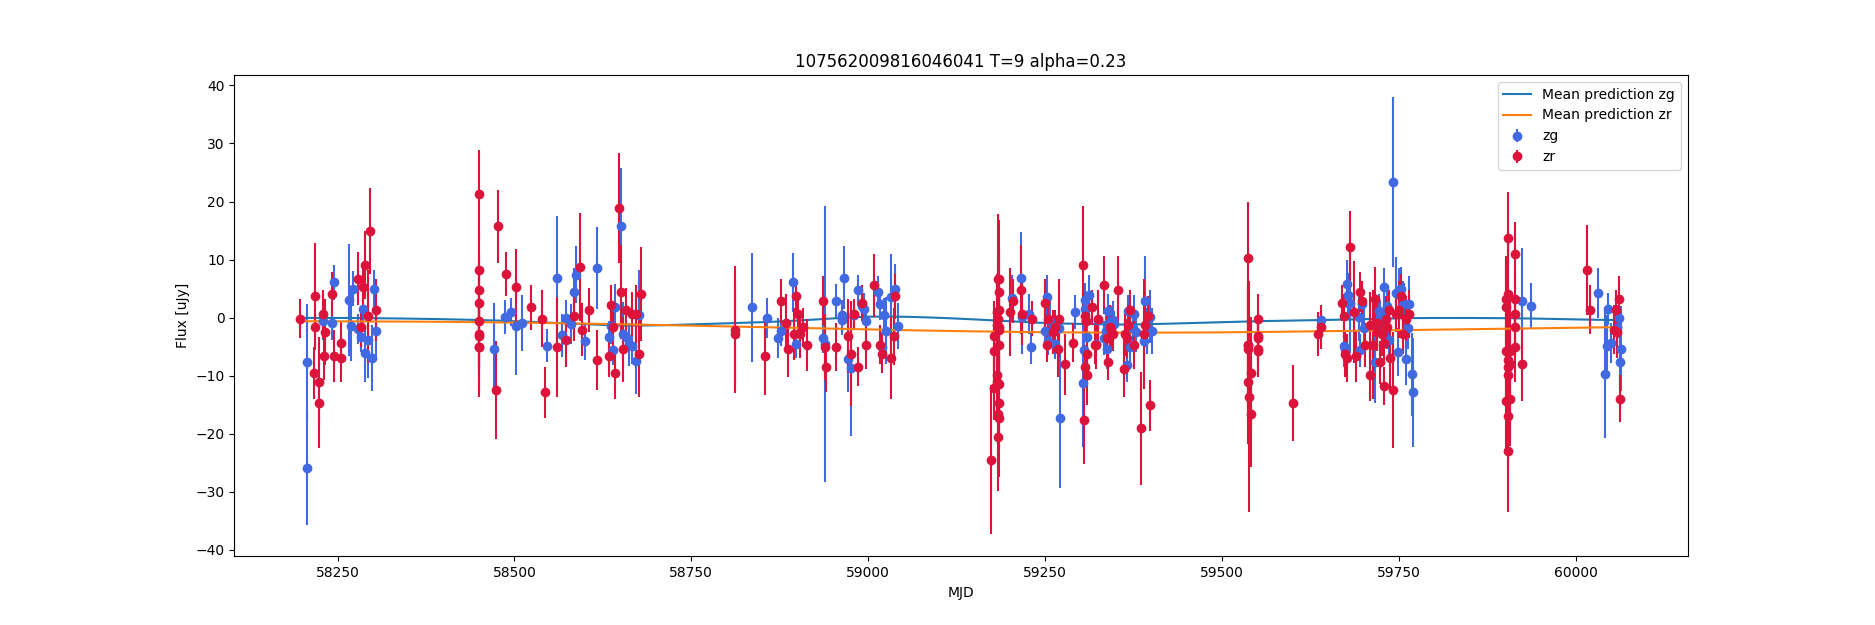 107562009816046041 T=9 alpha=0.23
Mean prediction zg
Mean prediction zr
zg
zr
Flux [uJy]
40
30
20
10
0
−10
−20
−30
−40
58250 58500 58750 59000 59250 59500 59750 60000
MJD